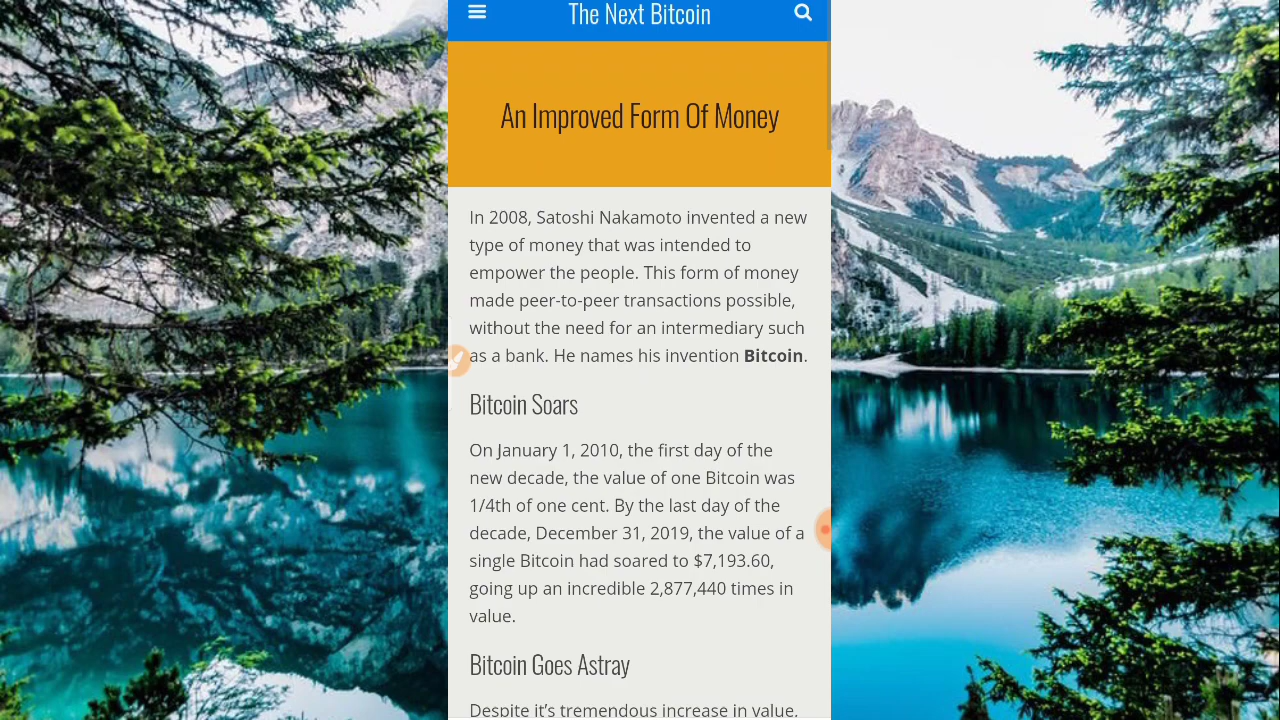 The Next Bitcoin
An Improved Form Of Money
In 2008, Satoshi Nakamoto invented a new
type of money that was intended to
empower the people. This form of money
made peer-to-peer transactions possible,
without the need for an intermediary such
as a bank. He names his invention Bitcoin.
Bitcoin Soars
On January 1, 2010, the first day of the
new decade, the value of one Bitcoin was
1/4th of one cent. By the last day of the
decade, December 31, 2019, the value of a
single Bitcoin had soared to $7,193.60,
going up an incredible 2,877,440 times in
value.
Bitcoin Goes Astray
Despite it's tremendous increase in value,